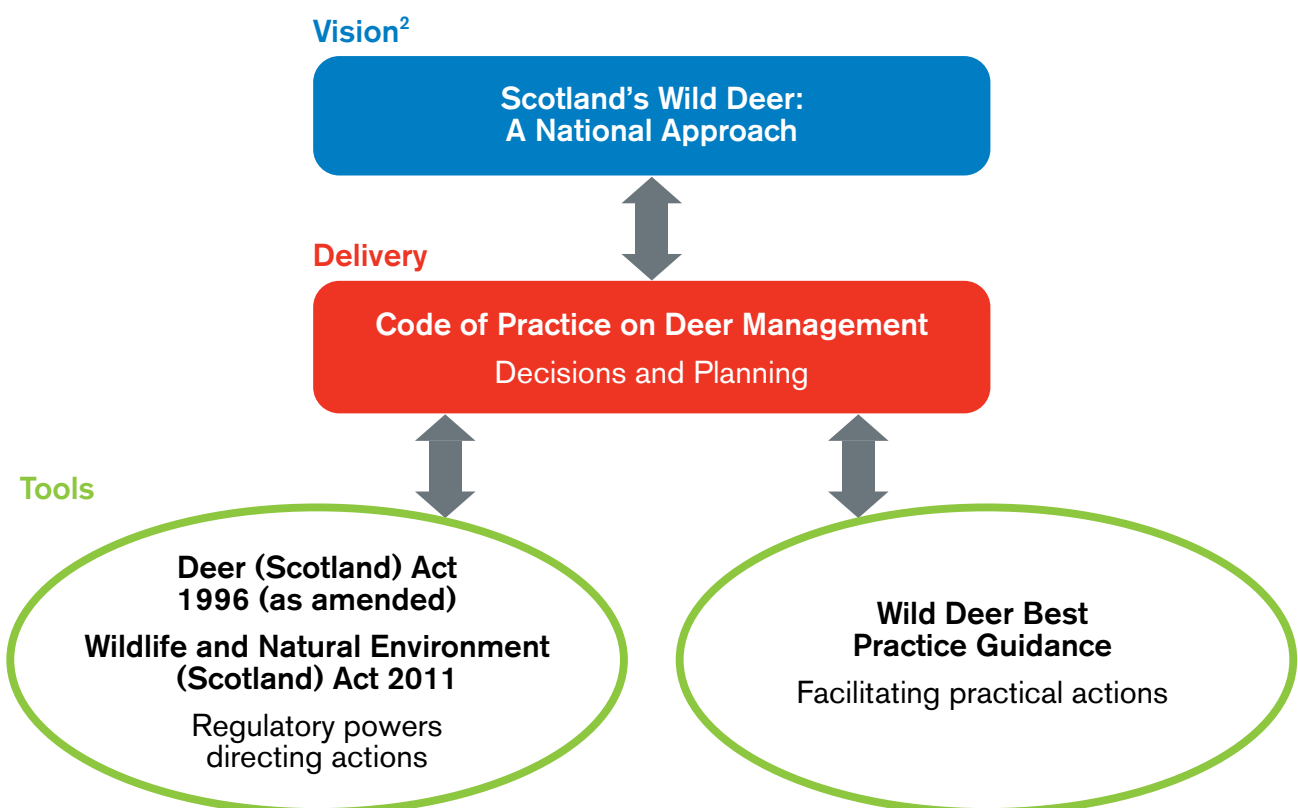 Vision²
Scotland's Wild Deer:
A National Approach
Delivery
Code of Practice on Deer Management
Decisions and Planning
Tools
Deer (Scotland) Act
1996 (as amended)
Wildlife and Natural Environment
(Scotland) Act 2011
Regulatory powers
directing actions
Wild Deer Best
Practice Guidance
Facilitating practical actions